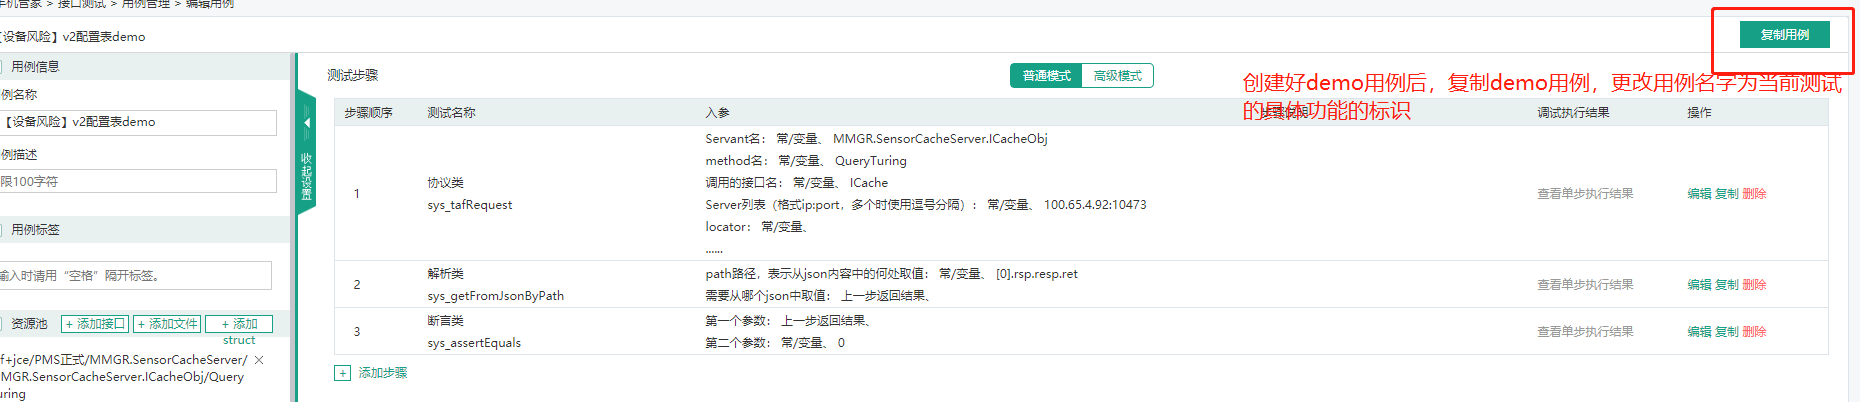 手机管家 > 接口测试 > 用例管理 > 编辑用例
【设备风险】v2配置表demo
复制用例
用例信息
例名称
【设备风险】v2配置表demo
例描述
限100字符
用例标签
输入时请用“空格”隔开标签。
资源池
+ 添加接口
+ 添加文件
+ 添加
struct
f+jce/PMS正式/MMGR.SensorCacheServer/
MGR.SensorCacheServer.ICacheObj/Query
uring
收起设置
测试步骤
普通模式
高级模式
创建好demo用例后，复制demo用例，更改用例名字为当前测试
的具体功能的标识
步骤顺序
测试名称
入参
调试执行结果
操作
1
协议类
sys_tafRequest
Servant名： 常/变量、 MMGR.SensorCacheServer.ICacheObj
method名： 常/变量、 QueryTuring
调用的接口名： 常/变量、 ICache
Server列表（格式ip:port，多个时使用逗号分隔）： 常/变量、 100.65.4.92:10473
locator： 常/变量、
......
查看单步执行结果
编辑 复制 删除
2
解析类
sys_getFromJsonByPath
path路径，表示从json内容中的何处取值： 常/变量、 [0].rsp.resp.ret
需要从哪个json中取值： 上一步返回结果、
查看单步执行结果
编辑 复制 删除
3
断言类
sys_assertEquals
第一个参数： 上一步返回结果、
第二个参数： 常/变量、 0
查看单步执行结果
编辑 复制 删除
+ 添加步骤